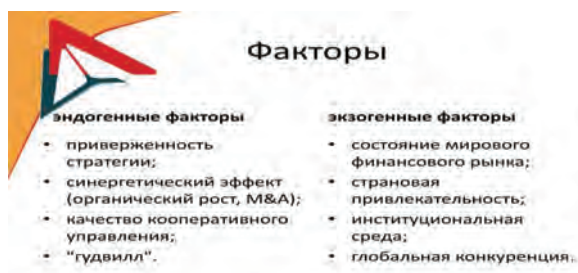 Факторы
эндогенные факторы
• приверженность
стратегии;
• синергетический эффект
(органический рост, M&A);
• качество кооперативного
управления;
• "гудвилл".
экзогенные факторы
• состояние мирового
финансового рынка;
• страновая
привлекательность;
• институциональная
среда;
• глобальная конкуренция.